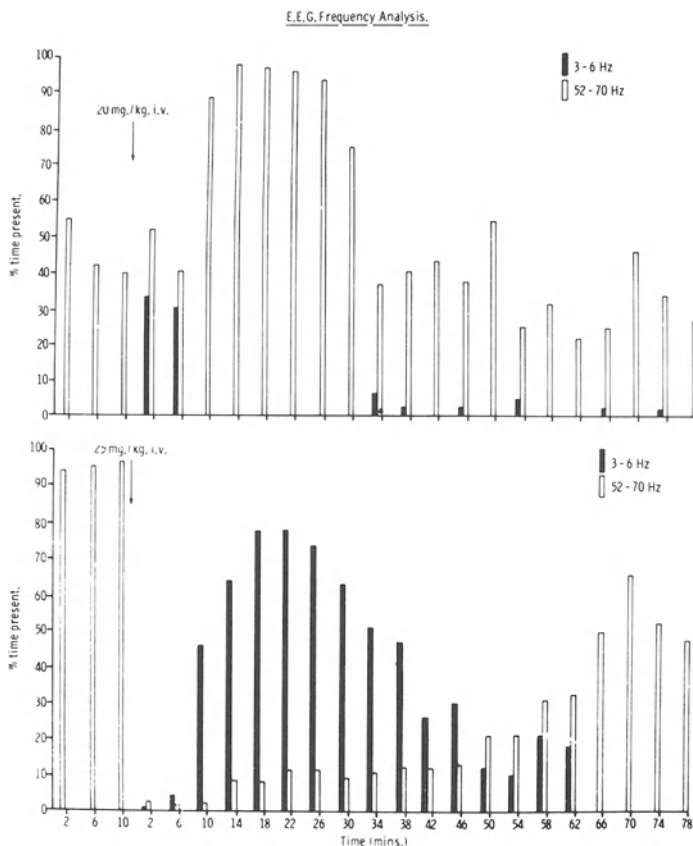 E.E.G. Frequency Analysis.
100
90
80
70
60
50
40
30
20
10
0
% time present.
20 mg./kg. i.v.
3 - 6 Hz
52 - 70 Hz
100
90
80
70
60
50
40
30
20
10
0
% time present.
25 mg./kg. i.v.
3 - 6 Hz
52 - 70 Hz
2 6 10 2 6 10 14 18 22 26 30 34 38 42 46 50 54 58 62 66 70 74 78
Time (mins.)